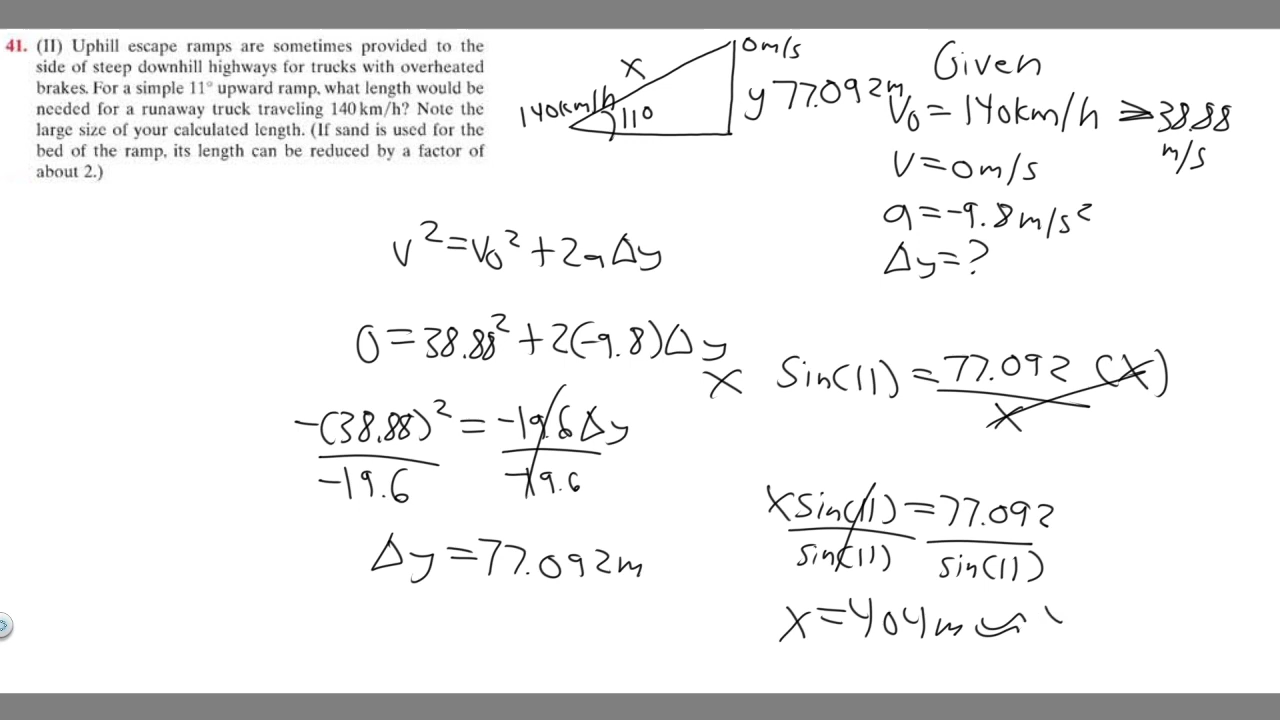 41. (II) Uphill escape ramps are sometimes provided to the
side of steep downhill highways for trucks with overheated
brakes. For a simple 11° upward ramp, what length would be
needed for a runaway truck traveling 140 km/h? Note the
large size of your calculated length. (If sand is used for the
bed of the ramp, its length can be reduced by a factor of
about 2.)
0m/s
x
140km/h
11°
y 77.092m
Given
V₀ = 140km/h => 38.88
m/s
V=0m/s
a=-9.8m/s²
Δy=?
V²=V₀²+2aΔy
0=38.88²+2(-9.8)Δy
-(38.88)² = -19.6Δy
-19.6 -19.6
Δy=77.092m
x Sin(11) = 77.092 (x)
x
xsin(11)=77.092
sin(11) sin(11)
x=404m